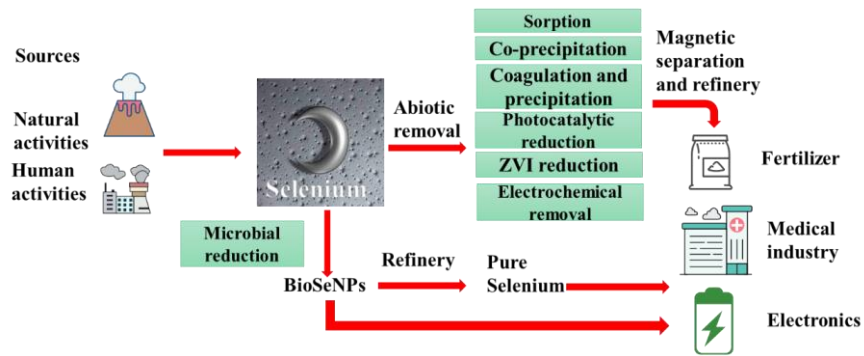 Sources
Natural
activities
Human
activities
Selenium
Microbial
reduction
Abiotic
removal
Sorption
Co-precipitation
Coagulation and
precipitation
Photocatalytic
reduction
ZVI reduction
Electrochemical
removal
Magnetic
separation
and refinery
Fertilizer
Medical
industry
BioSeNPs
Refinery
Pure
Selenium
Electronics